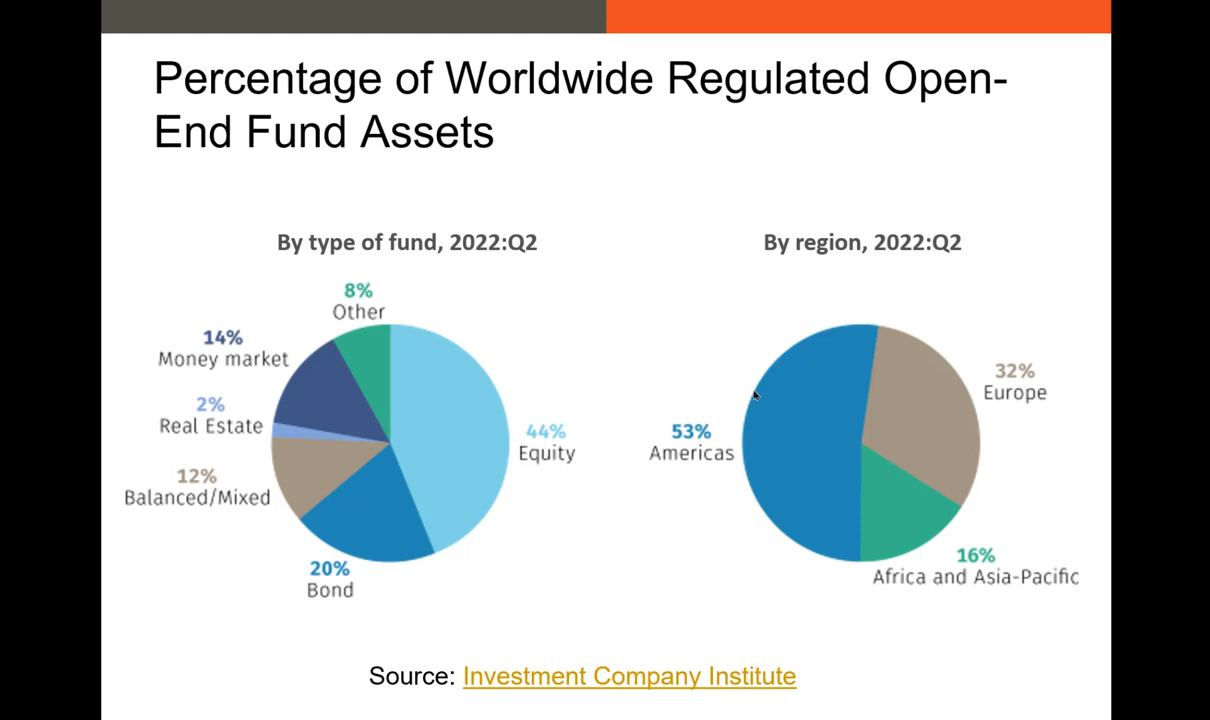 Percentage of Worldwide Regulated Open-
End Fund Assets
By type of fund, 2022:Q2
8%
Other
14%
Money market
2%
Real Estate
44%
Equity
12%
Balanced/Mixed
20%
Bond
By region, 2022:Q2
32%
Europe
53%
Americas
16%
Africa and Asia-Pacific
Source: Investment Company Institute